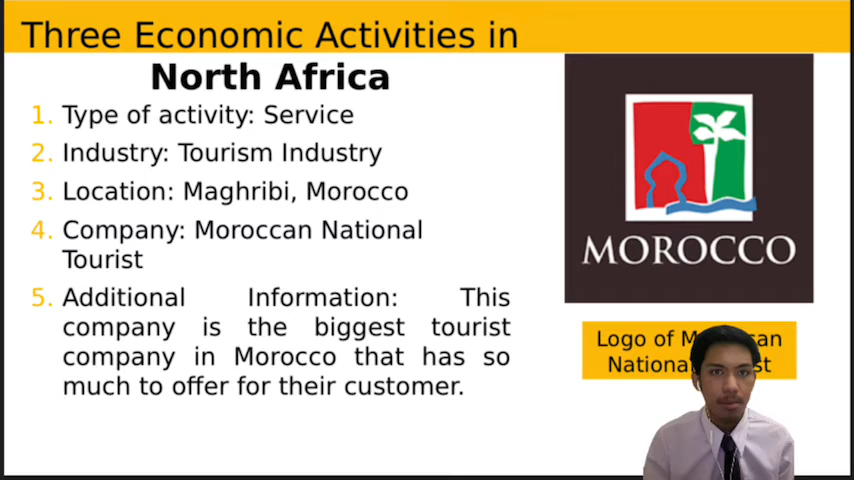 Three Economic Activities in
North Africa
1. Type of activity: Service
2. Industry: Tourism Industry
3. Location: Maghribi, Morocco
4. Company: Moroccan National
Tourist
5. Additional Information: This
company is the biggest tourist
company in Morocco that has so
much to offer for their customer.
MOROCCO
Logo of